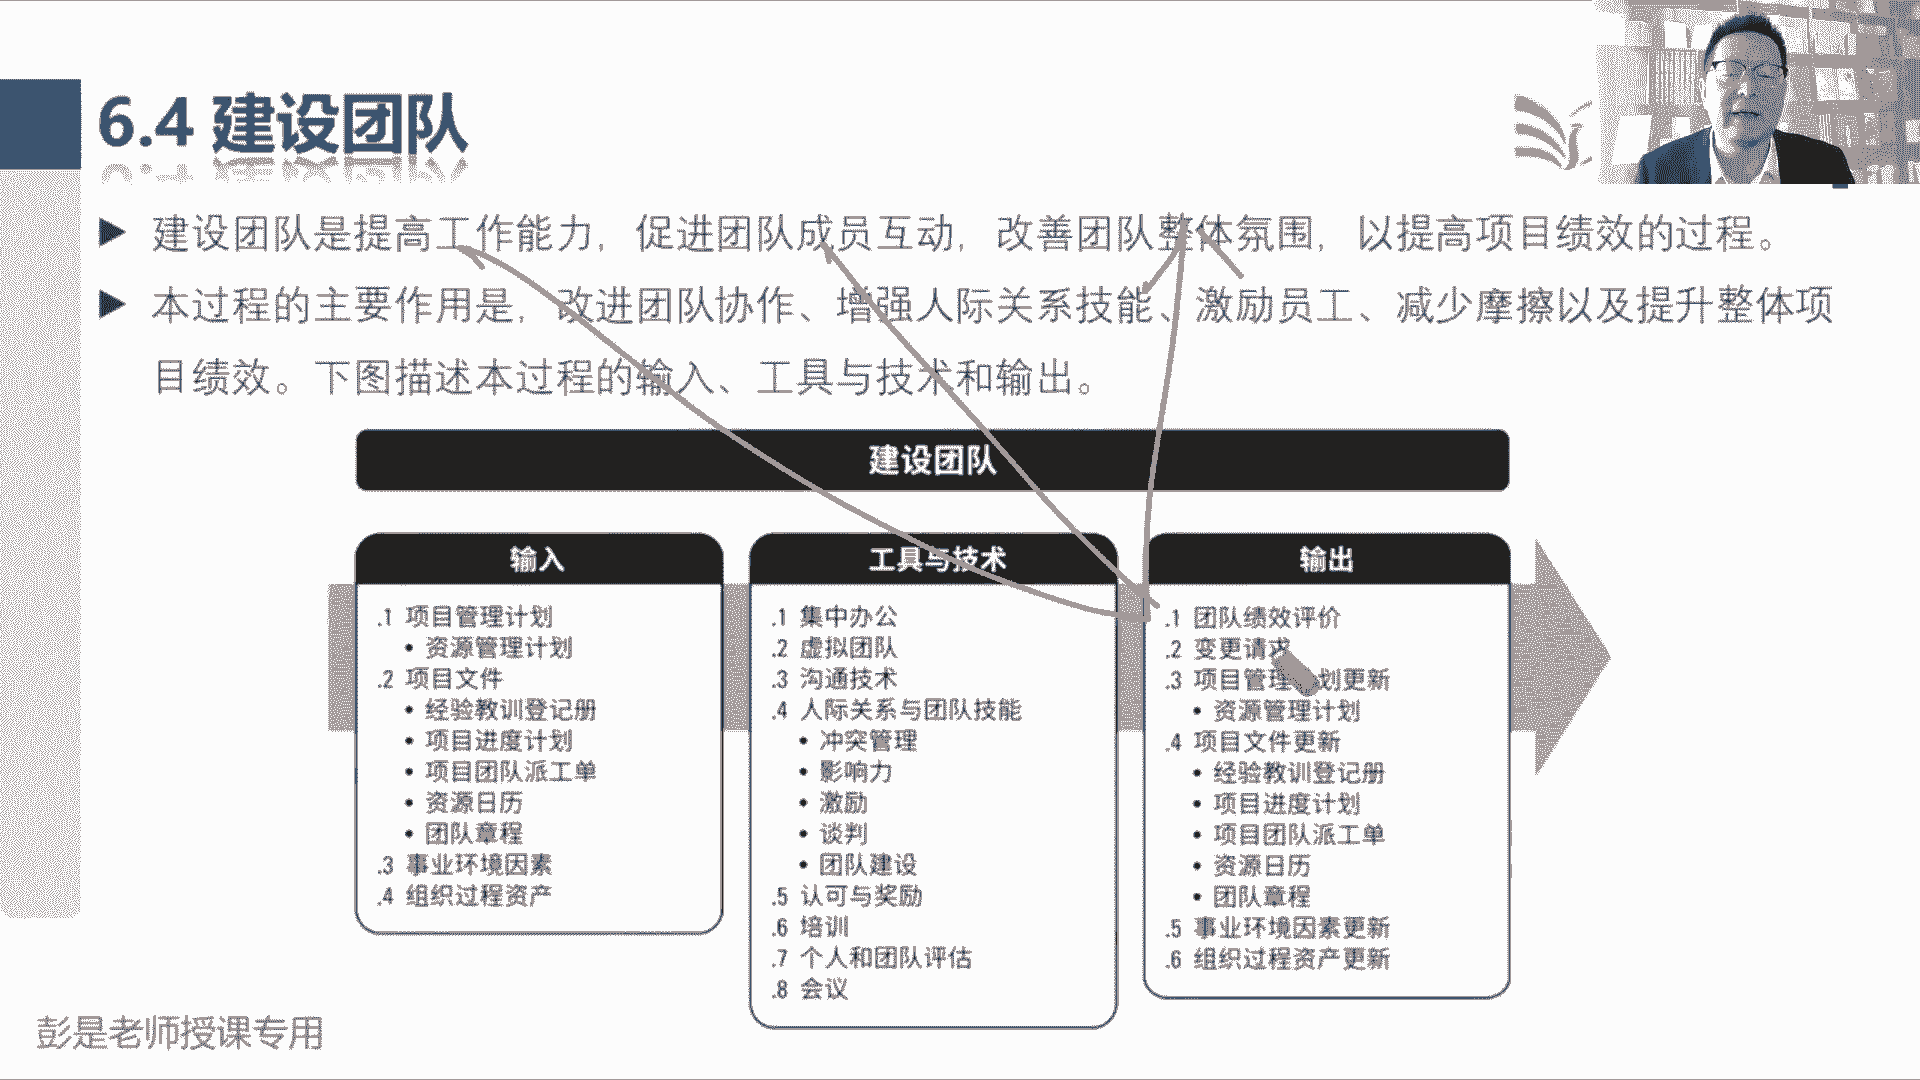 6.4 建设团队
建设团队是提高工作能力，促进团队成员互动，改善团队整体氛围，以提高项目绩效的过程。
本过程的主要作用是，改进团队协作、增强人际关系技能、激励员工、减少摩擦以及提升整体项
目绩效。下图描述本过程的输入、工具与技术和输出。
建设团队
输入
.1 项目管理计划
• 资源管理计划
.2 项目文件
• 经验教训登记册
• 项目进度计划
• 项目团队派工单
• 资源日历
• 团队章程
.3 事业环境因素
.4 组织过程资产
工具与技术
.1 集中办公
.2 虚拟团队
.3 沟通技术
.4 人际关系与团队技能
• 冲突管理
• 影响力
• 激励
• 谈判
• 团队建设
.5 认可与奖励
.6 培训
.7 个人和团队评估
.8 会议
输出
.1 团队绩效评价
.2 变更请求
.3 项目管理计划更新
• 资源管理计划
.4 项目文件更新
• 经验教训登记册
• 项目进度计划
• 项目团队派工单
• 资源日历
• 团队章程
.5 事业环境因素更新
.6 组织过程资产更新
彭是老师授课专用